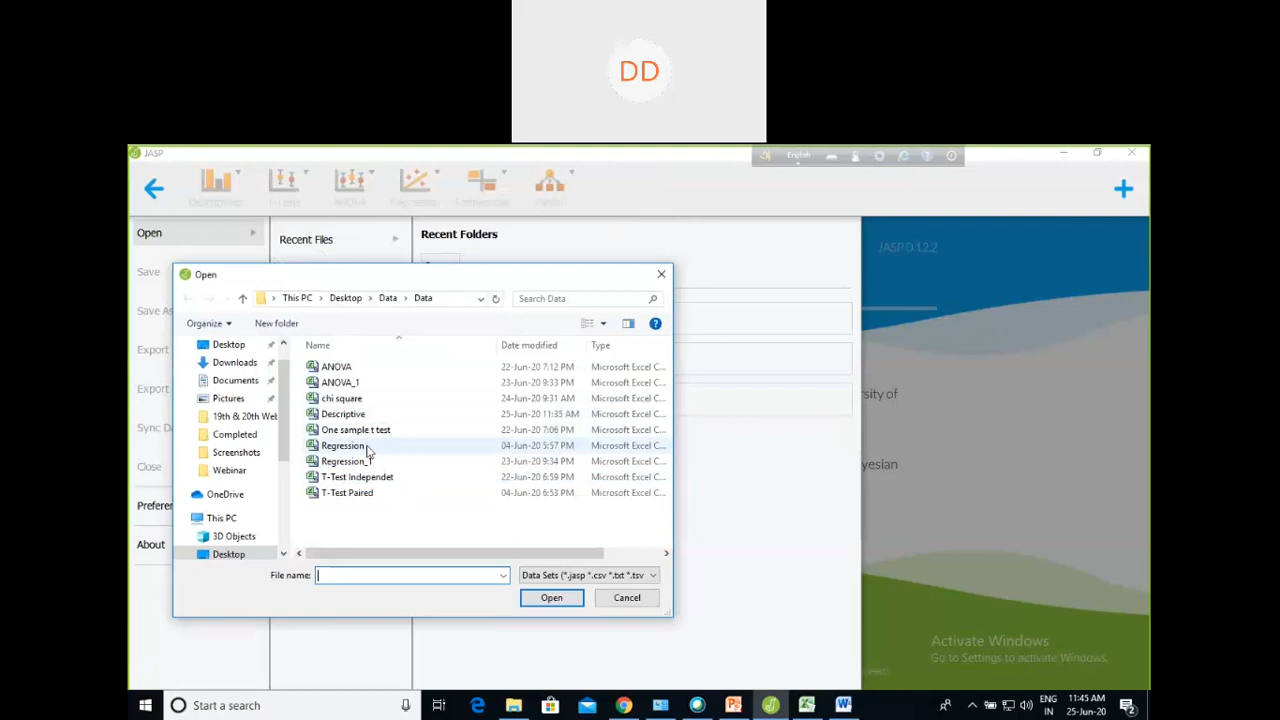 DD
JASP
English
Open
Recent Files
Recent Folders
JASP 0.12.2
Save
Open
This PC > Desktop > Data > Data
Search Data
Organize
New folder
Save As
Export
Export
Sync Da
Close
Prefere
About
Desktop
Downloads
Documents
Pictures
19th & 20th Web
Completed
Screenshots
Webinar
OneDrive
This PC
3D Objects
Desktop
Name Date modified Type
ANOVA 22-Jun-20 7:12 PM Microsoft Excel C...
ANOVA_1 23-Jun-20 9:33 PM Microsoft Excel C...
chi square 24-Jun-20 9:31 AM Microsoft Excel C...
Descriptive 25-Jun-20 11:35 AM Microsoft Excel C...
One sample t test 22-Jun-20 7:06 PM Microsoft Excel C...
Regression 04-Jun-20 5:57 PM Microsoft Excel C...
Regression_1 23-Jun-20 9:34 PM Microsoft Excel C...
T-Test Independet 22-Jun-20 6:59 PM Microsoft Excel C...
T-Test Paired 04-Jun-20 6:53 PM Microsoft Excel C...
rsity of
yesian
File name:
Data Sets (*.jasp *.csv *.txt *.tsv
Open
Cancel
Activate Windows
Go to Settings to activate Windows.
Start a search
ENG
IN
11:45 AM
25-Jun-20
2